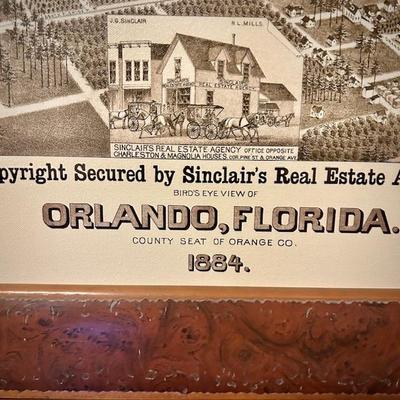 J.G. SINCLAIR
N.L. MILLS.
SINCLAIR'S
REAL ESTATE AGENCY
SINCLAIR'S REAL ESTATE AGENCY OFFICE OPPOSITE
CHARLESTON & MAGNOLIA HOUSES. COR. PINE ST. & ORANGE AVE.
pyright Secured by Sinclair's Real Estate A
BIRD'S EYE VIEW OF
ORLANDO, FLORIDA.
COUNTY SEAT OF ORANGE CO.
1884.